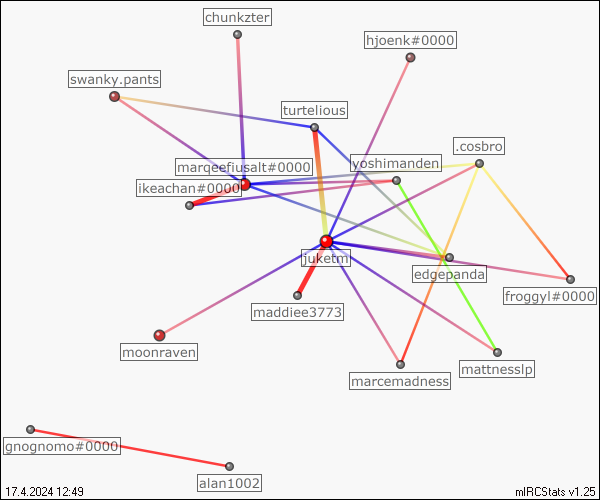 chunkzter
hjoenk#0000
swanky.pants
turtelious
.cosbro
yoshimanden
marqeefiusalt#0000
ikeachan#0000
juketm
edgepanda
froggyl#0000
maddiee3773
moonraven
mattnesslp
marcemadness
gnognomo#0000
alan1002
17.4.2024 12:49
mIRCStats v1.25